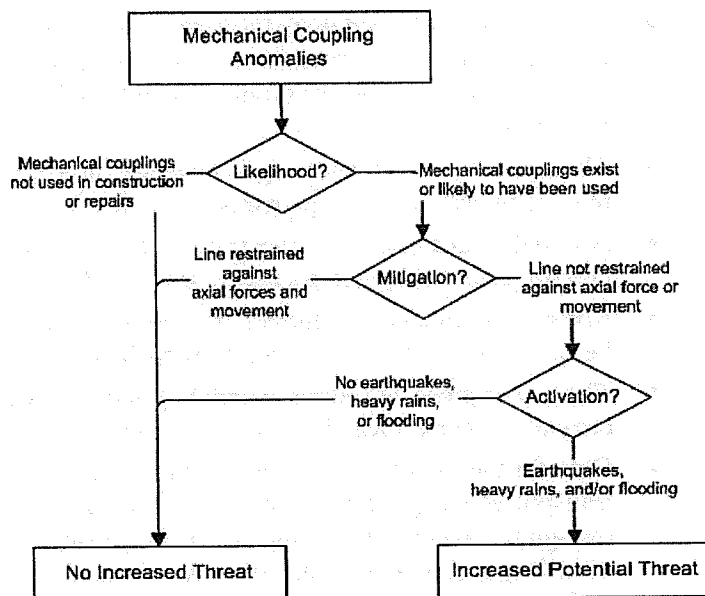 Mechanical Coupling
Anomalies
Likelihood?
Mechanical couplings
not used in construction
or repairs
Mechanical couplings exist
or likely to have been used
Mitigation?
Line restrained
against
axial forces and
movement
Line not restrained
against axial force or
movement
Activation?
No earthquakes,
heavy rains,
or flooding
Earthquakes,
heavy rains, and/or flooding
No Increased Threat
Increased Potential Threat